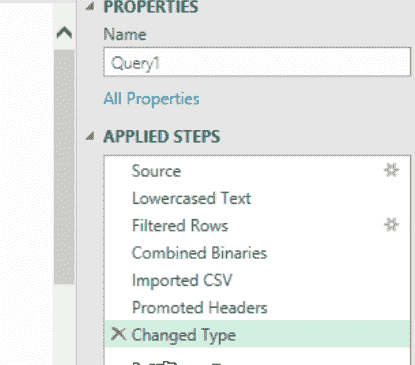 PROPERTIES
Name
Query1
All Properties
APPLIED STEPS
Source
Lowercased Text
Filtered Rows
Combined Binaries
Imported CSV
Promoted Headers
Changed Type